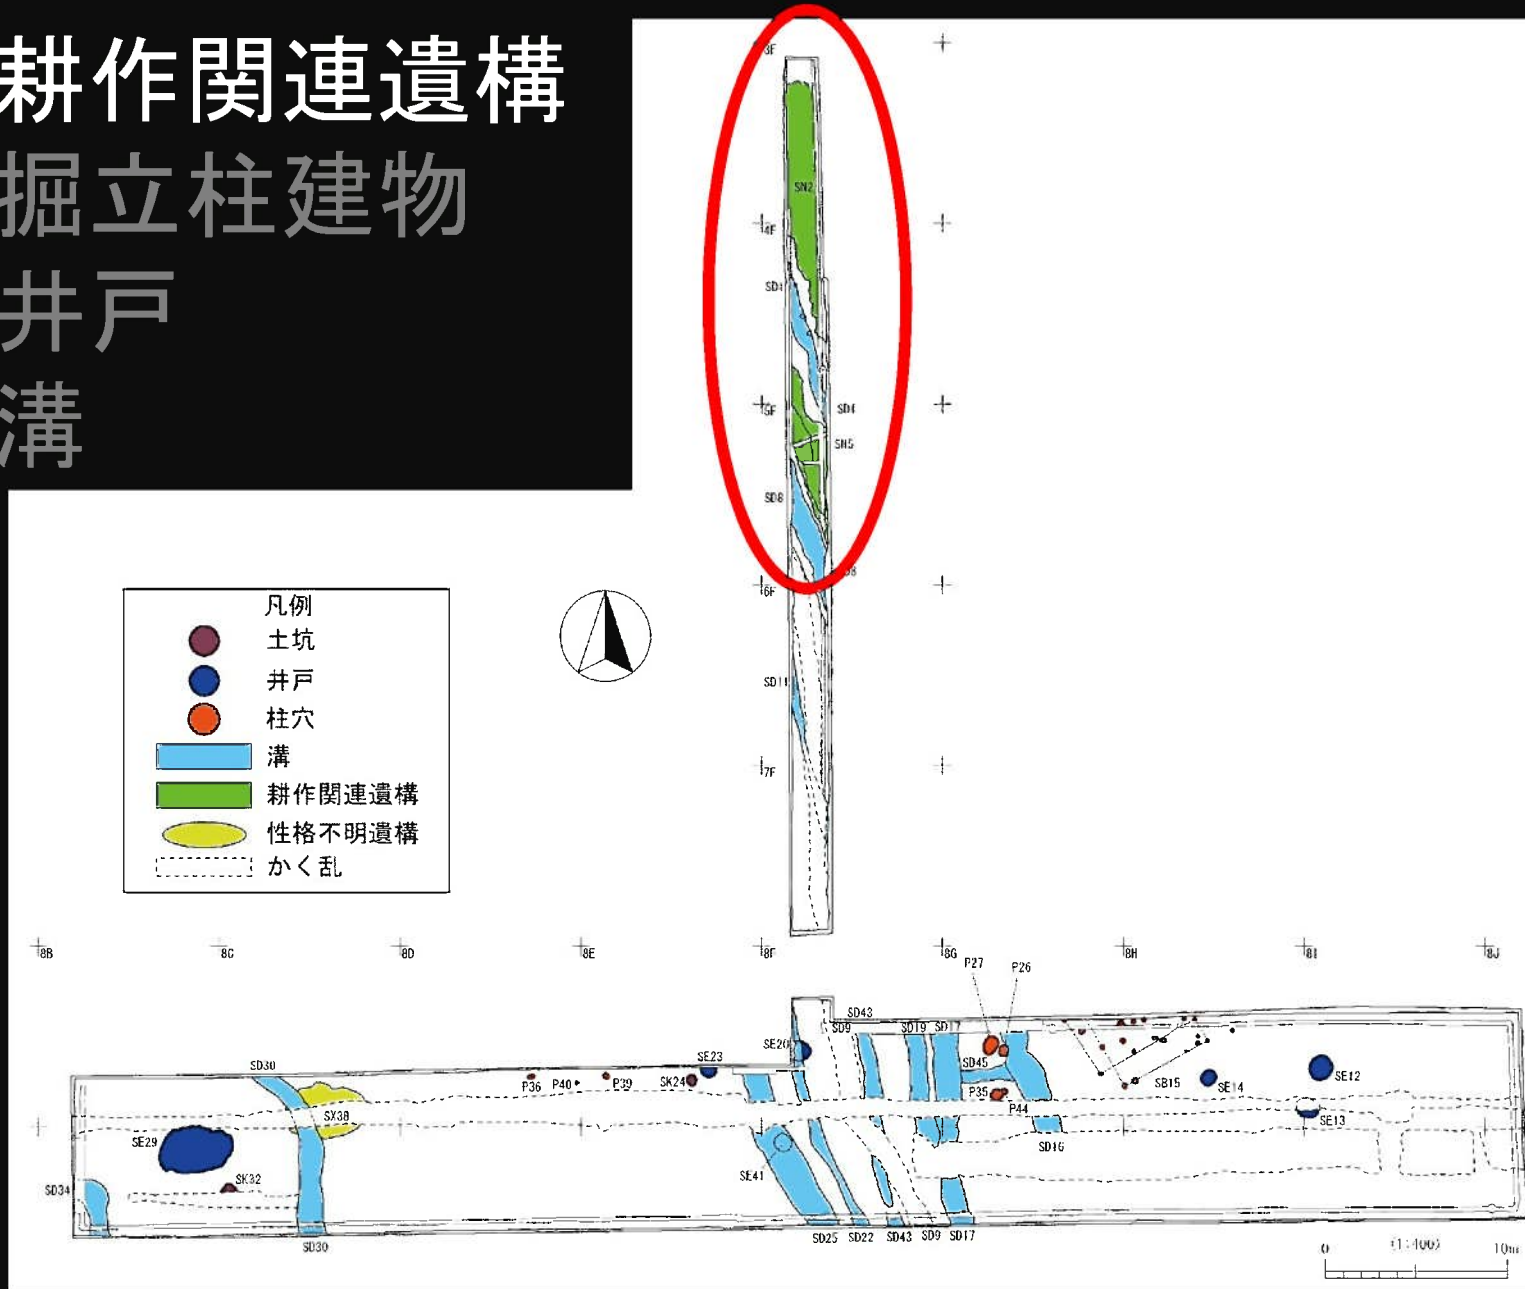 耕作関連遺構
掘立柱建物
井戸
溝
3F
SN2
4F
SD4
5F
SD4
SN5
SD8
6F
SD11
7F
凡例
土坑
井戸
柱穴
溝
耕作関連遺構
性格不明遺構
かく乱
8B
8C
8D
8E
8F
8G
8H
8I
8J
P27
P26
SD43
SD9
SD19
SD17
SE20
SE23
SD45
SD30
P36
P40
P39
SK24
P35
P44
SB15
SE14
SE12
SX38
SE13
SE29
SD16
SE41
SK32
SD34
SD30
SD25
SD22
SD43
SD9
SD17
0
(1:400)
10m